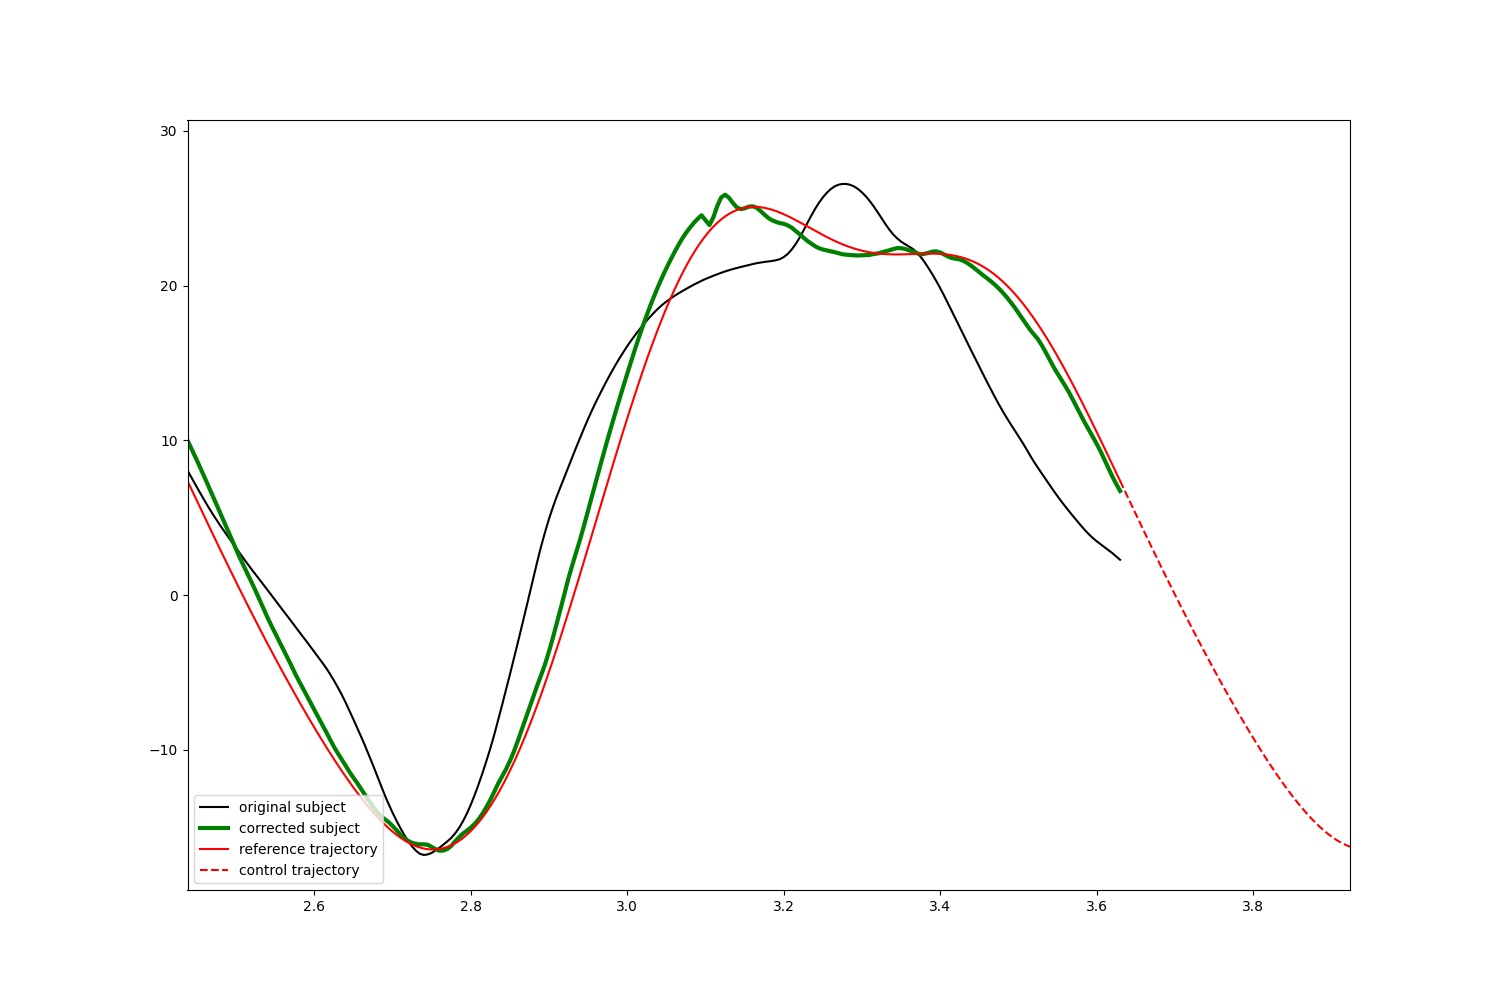 30
20
10
0
−10
original subject
corrected subject
reference trajectory
control trajectory
2.6 2.8 3.0 3.2 3.4 3.6 3.8